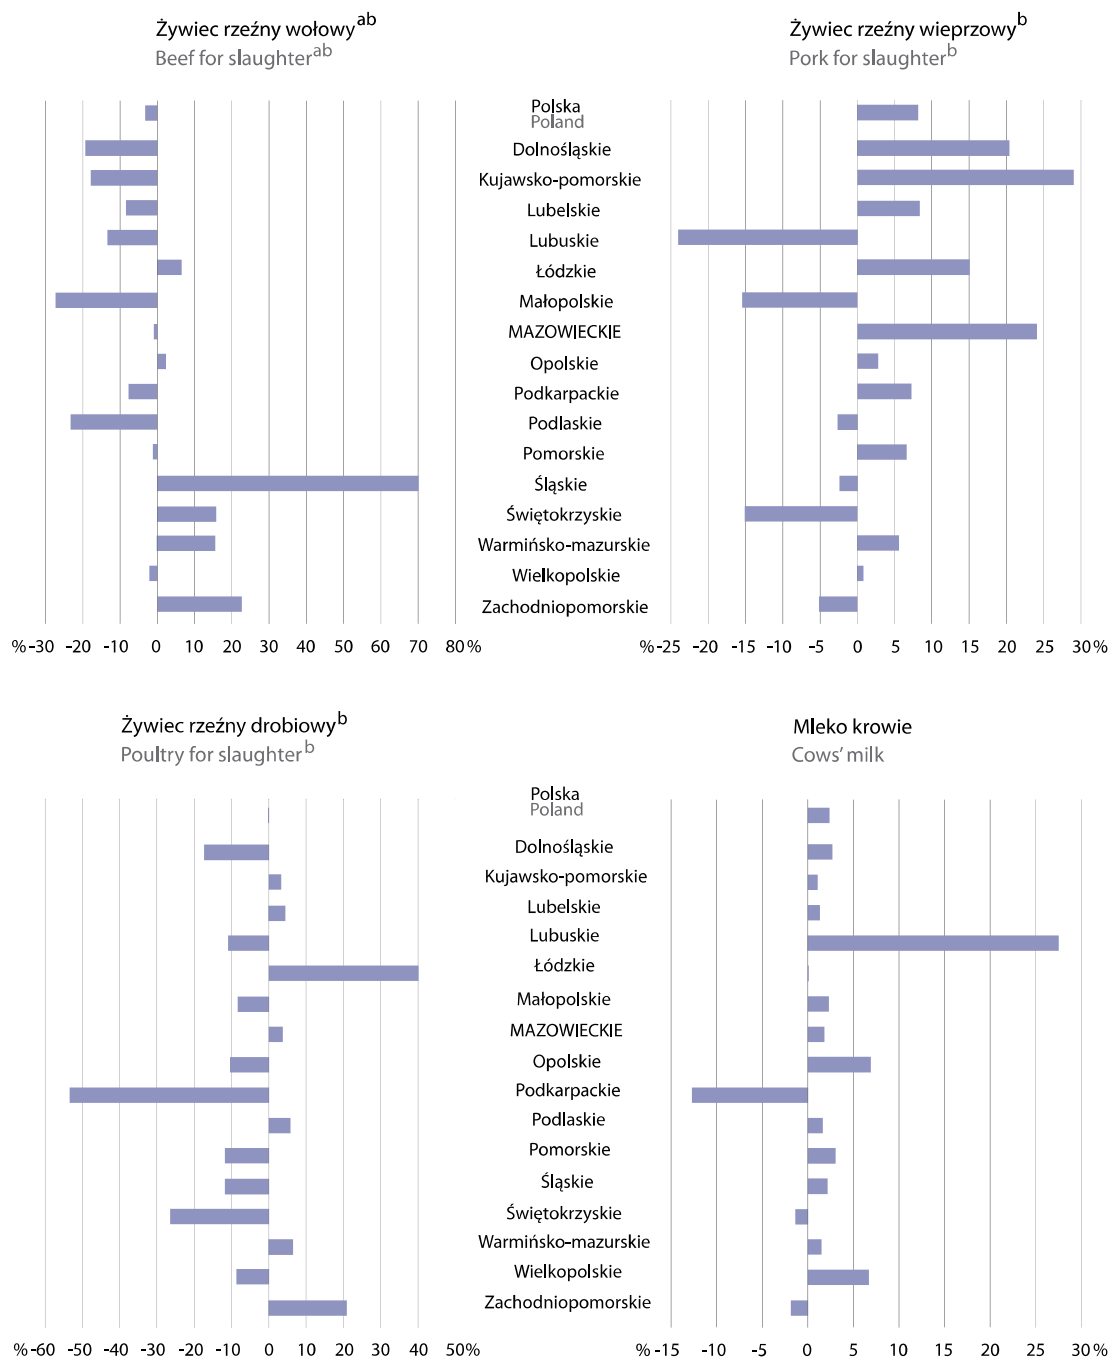 Żywiec rzeźny wołowy ab
Beef for slaughter ab
Żywiec rzeźny wieprzowy b
Pork for slaughter b
Polska
Poland
Dolnośląskie
Kujawsko-pomorskie
Lubelskie
Lubuskie
Łódzkie
Małopolskie
MAZOWIECKIE
Opolskie
Podkarpackie
Podlaskie
Pomorskie
Śląskie
Świętokrzyskie
Warmińsko-mazurskie
Wielkopolskie
Zachodniopomorskie
%-30 -20 -10 0 10 20 30 40 50 60 70 80%
%-25 -20 -15 -10 -5 0 5 10 15 20 25 30%
Żywiec rzeźny drobiowy b
Poultry for slaughter b
Mleko krowie
Cows' milk
Polska
Poland
Dolnośląskie
Kujawsko-pomorskie
Lubelskie
Lubuskie
Łódzkie
Małopolskie
MAZOWIECKIE
Opolskie
Podkarpackie
Podlaskie
Pomorskie
Śląskie
Świętokrzyskie
Warmińsko-mazurskie
Wielkopolskie
Zachodniopomorskie
%-60 -50 -40 -30 -20 -10 0 10 20 30 40 50%
%-15 -10 -5 0 5 10 15 20 25 30%